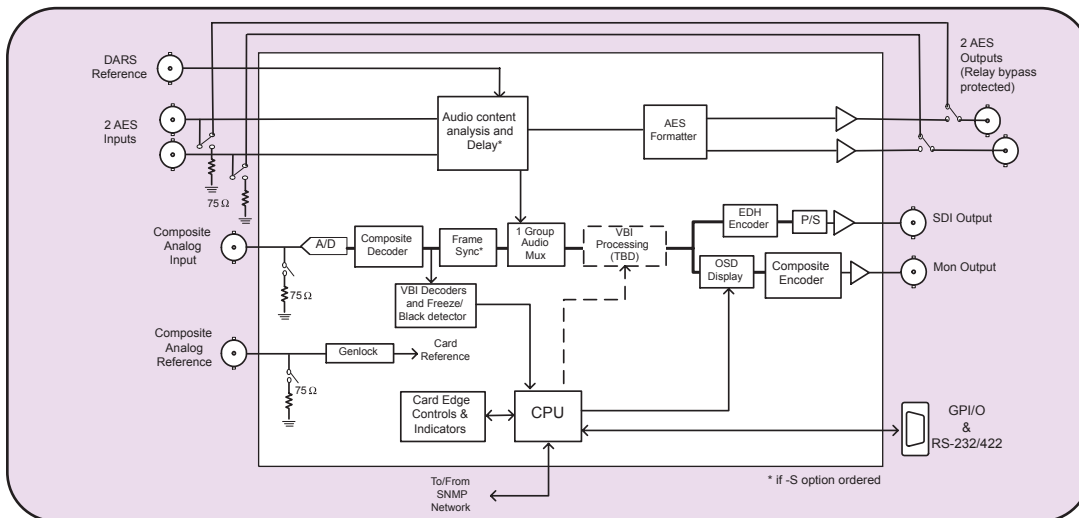 DARS
Reference
2 AES
Inputs
75 Ω
Composite
Analog
Input
75 Ω
Composite
Analog
Reference
75 Ω
Audio content
analysis and
Delay*
AES
Formatter
2 AES
Outputs
(Relay bypass
protected)
A/D
Composite
Decoder
Frame
Sync*
1 Group
Audio
Mux
VBI
Processing
(TBD)
EDH
Encoder
P/S
SDI Output
OSD
Display
Composite
Encoder
Mon Output
VBI Decoders
and Freeze/
Black detector
Genlock
Card
Reference
Card Edge
Controls &
Indicators
CPU
GPI/O
&
RS-232/422
To/From
SNMP
Network
* if -S option ordered